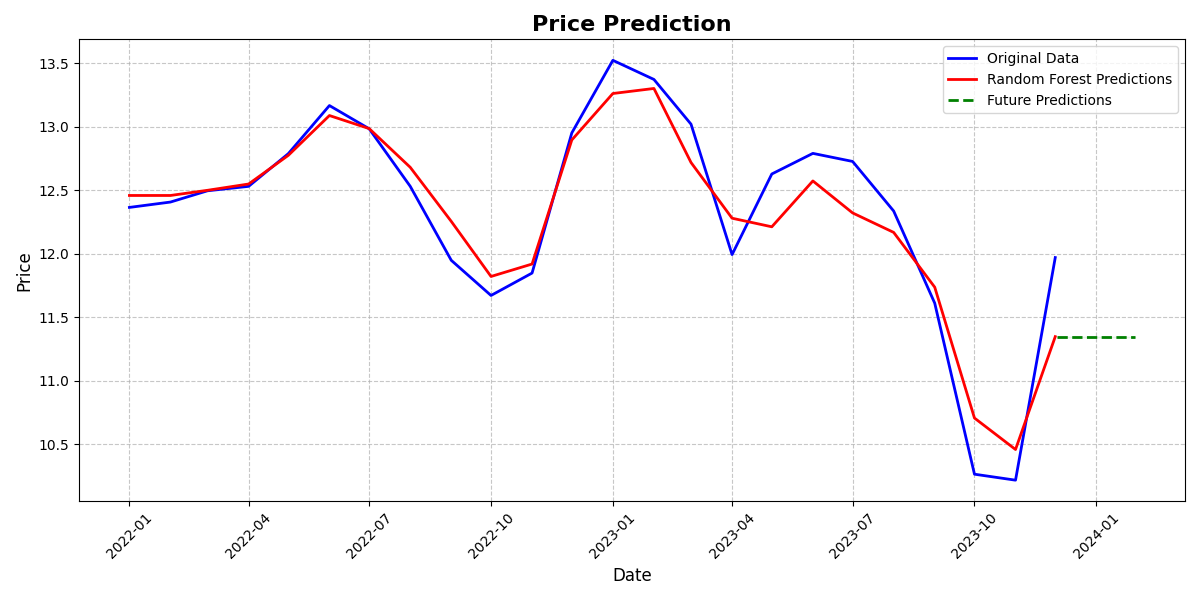 Price Prediction
Original Data
Random Forest Predictions
Future Predictions
Price
13.5
13.0
12.5
12.0
11.5
11.0
10.5
2022-01
2022-04
2022-07
2022-10
2023-01
2023-04
2023-07
2023-10
2024-01
Date